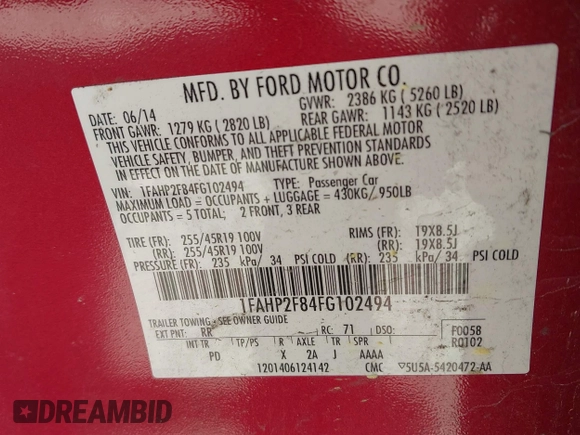 MFD. BY FORD MOTOR CO.
DATE: 06/14 GVWR: 2386 KG ( 5260 LB)
FRONT GAWR: 1279 KG ( 2820 LB) REAR GAWR: 1143 KG ( 2520 LB)
THIS VEHICLE CONFORMS TO ALL APPLICABLE FEDERAL MOTOR
VEHICLE SAFETY, BUMPER, AND THEFT PREVENTION STANDARDS
IN EFFECT ON THE DATE OF MANUFACTURE SHOWN ABOVE.
VIN: 1FAHP2F84FG102494 TYPE: Passenger Car
MAXIMUM LOAD = OCCUPANTS + LUGGAGE = 430KG/950LB
OCCUPANTS = 5 TOTAL; 2 FRONT, 3 REAR
TIRE (FR): 255/45R19 100V RIMS (FR): 19X8.5J
(RR): 255/45R19 100V (RR): 19X8.5J
PRESSURE (FR): 235 kPa/ 34 PSI COLD (RR): 235 kPa/ 34 PSI COLD
1FAHP2F84FG102494
TRAILER TOWING - SEE OWNER GUIDE
EXT PNT: RR RC: 71 DSO: F0058
R0102
INT TR TP/PS R AXLE TR SPR
PD X 2A J AAAA
1201406124142 CMC 5U5A-5420472-AA
DREAMBID